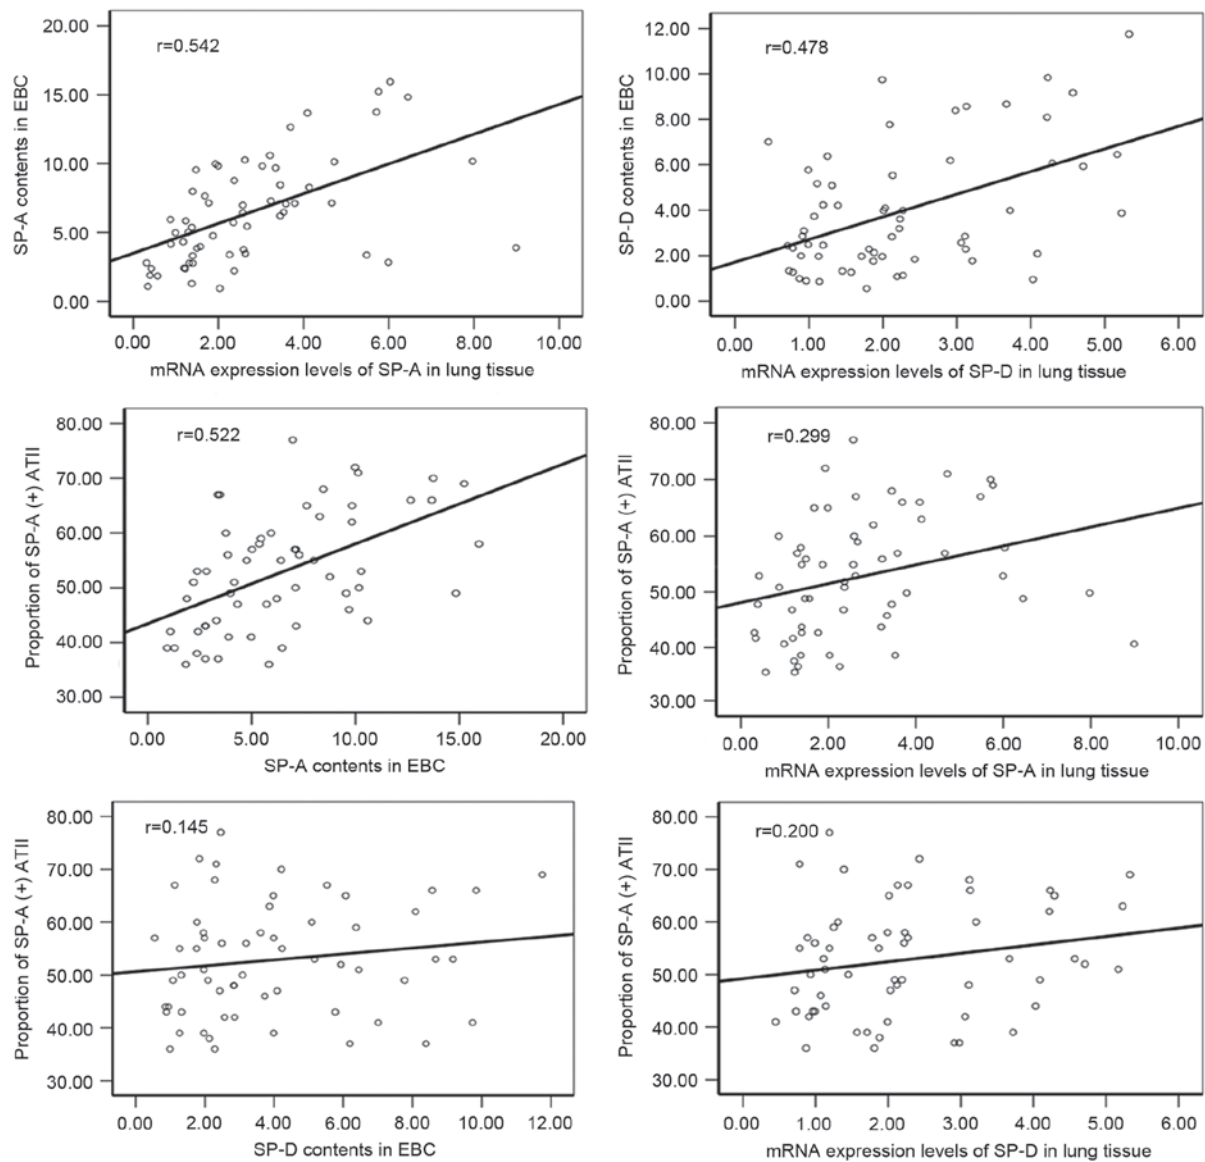 20.00
15.00
10.00
5.00
0.00
SP-A contents in EBC
r=0.542
0.00 2.00 4.00 6.00 8.00 10.00
mRNA expression levels of SP-A in lung tissue
12.00
10.00
8.00
6.00
4.00
2.00
0.00
SP-D contents in EBC
r=0.478
0.00 1.00 2.00 3.00 4.00 5.00 6.00
mRNA expression levels of SP-D in lung tissue
80.00
70.00
60.00
50.00
40.00
30.00
Proportion of SP-A (+) ATII
r=0.522
0.00 5.00 10.00 15.00 20.00
SP-A contents in EBC
80.00
70.00
60.00
50.00
40.00
30.00
Proportion of SP-A (+) ATII
r=0.299
0.00 2.00 4.00 6.00 8.00 10.00
mRNA expression levels of SP-A in lung tissue
80.00
70.00
60.00
50.00
40.00
30.00
Proportion of SP-A (+) ATII
r=0.145
0.00 2.00 4.00 6.00 8.00 10.00 12.00
SP-D contents in EBC
80.00
70.00
60.00
50.00
40.00
30.00
Proportion of SP-A (+) ATII
r=0.200
0.00 1.00 2.00 3.00 4.00 5.00 6.00
mRNA expression levels of SP-D in lung tissue